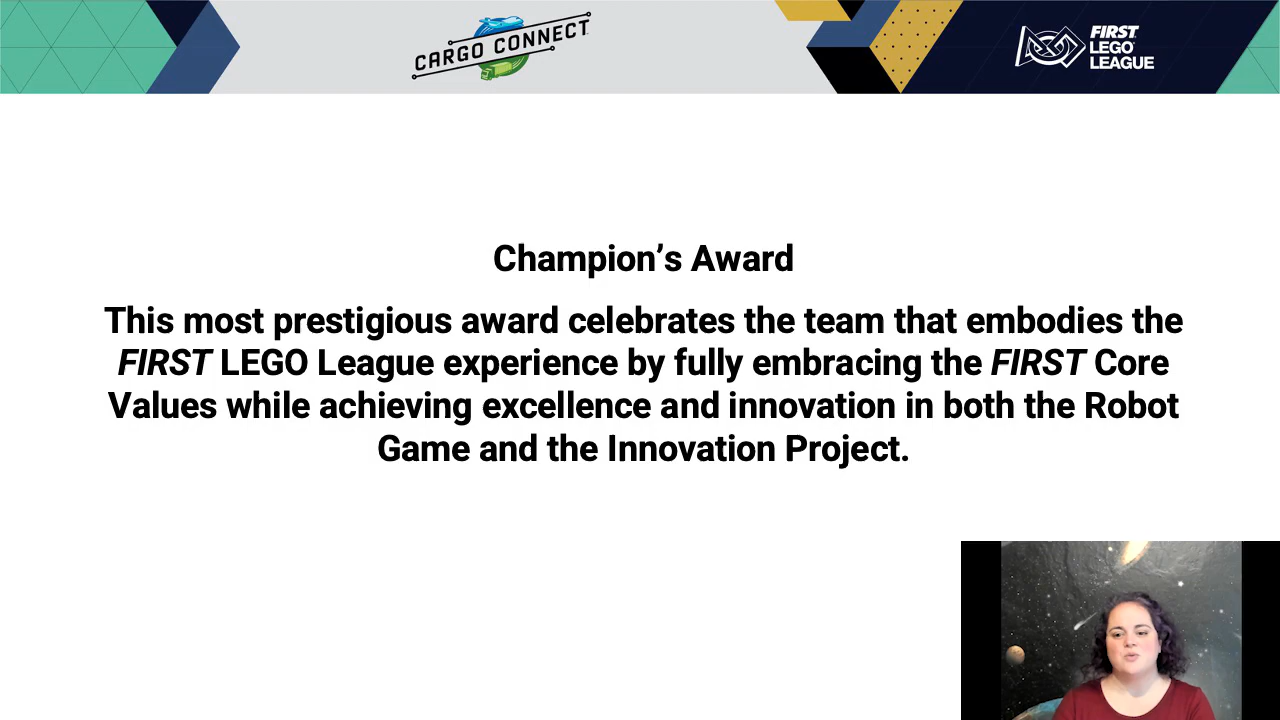 CARGO CONNECT
FIRST
LEGO
LEAGUE
Champion’s Award
This most prestigious award celebrates the team that embodies the
FIRST LEGO League experience by fully embracing the FIRST Core
Values while achieving excellence and innovation in both the Robot
Game and the Innovation Project.